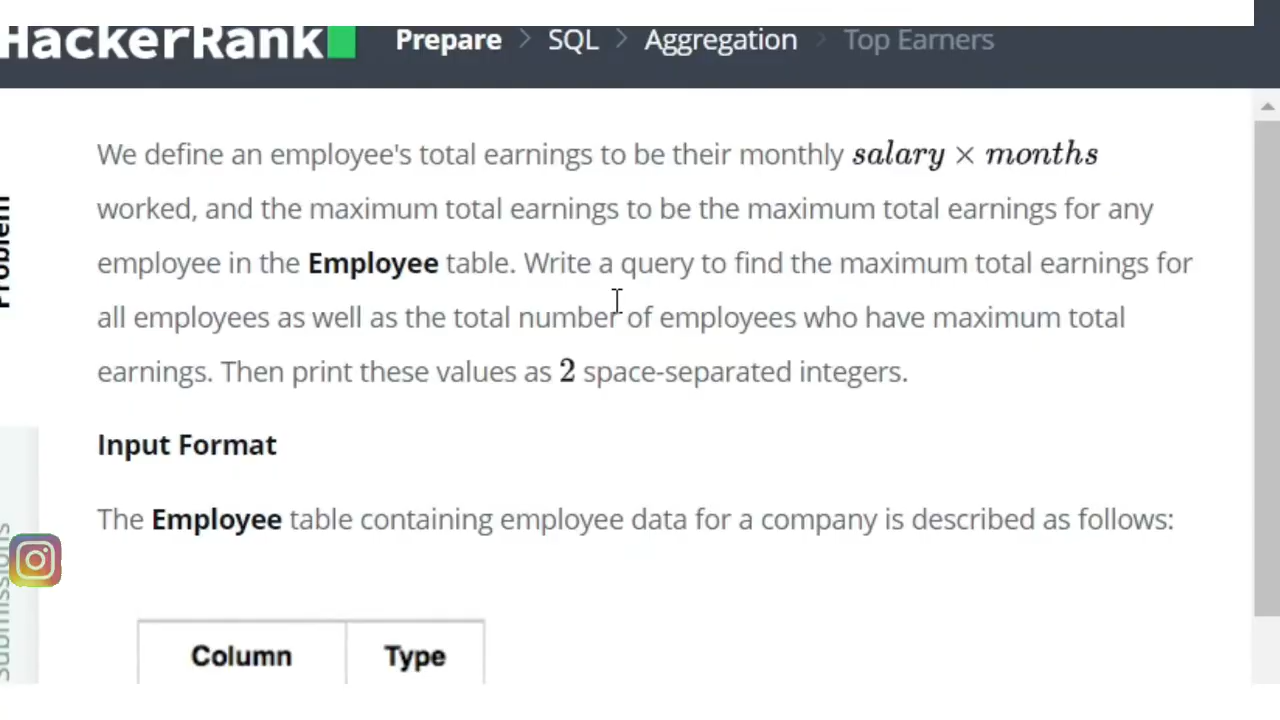 HackerRank
Prepare > SQL > Aggregation > Top Earners
We define an employee's total earnings to be their monthly salary × months
worked, and the maximum total earnings to be the maximum total earnings for any
employee in the Employee table. Write a query to find the maximum total earnings for
all employees as well as the total number of employees who have maximum total
earnings. Then print these values as 2 space-separated integers.
Input Format
The Employee table containing employee data for a company is described as follows:
Column Type
Problem
Submissions